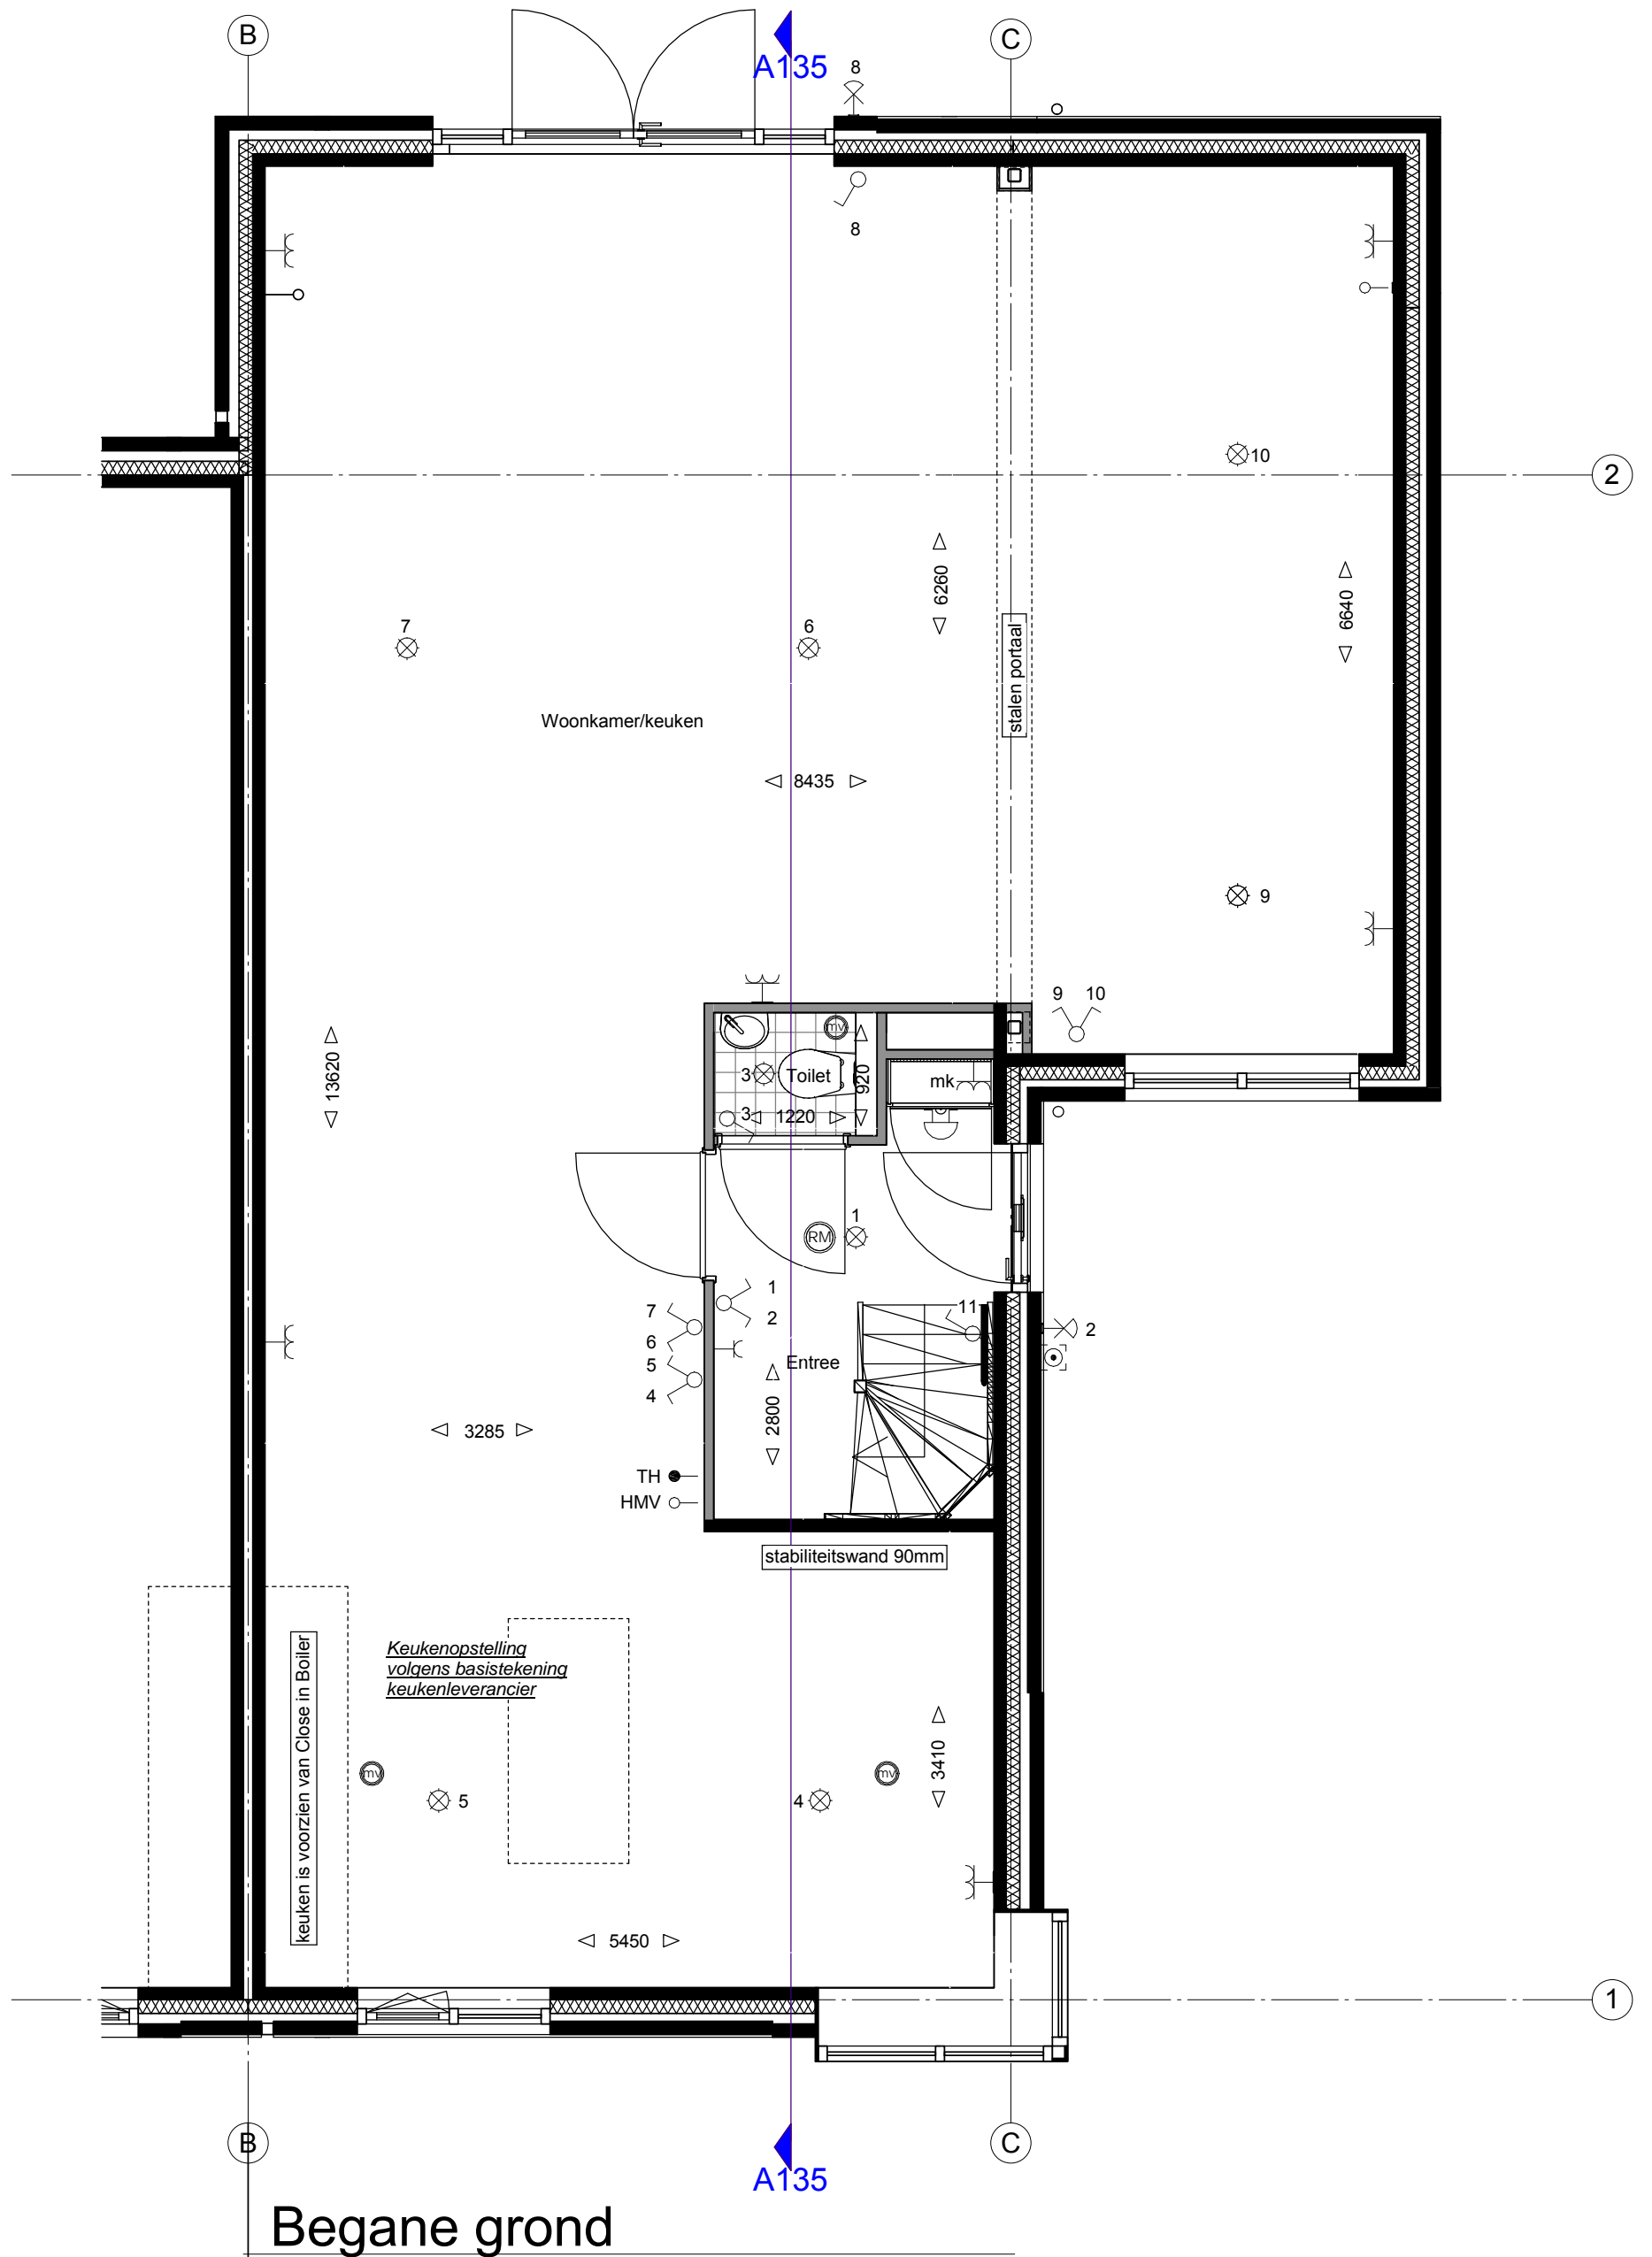 B
C
A135
8
8
10
2
6260
6640
7
6
stalen portaal
Woonkamer/keuken
8435
9
9 10
13620
mv
3
Toilet
920
mk
3
1220
1
RM
1
2
7
6
5
4
11
2
Entree
2800
3285
TH
HMV
stabiliteitswand 90mm
Keukenopstelling
volgens basistekening
keukenleverancier
keuken is voorzien van Close in Boiler
3410
mv
mv
5
4
5450
1
B
C
A135
Begane grond